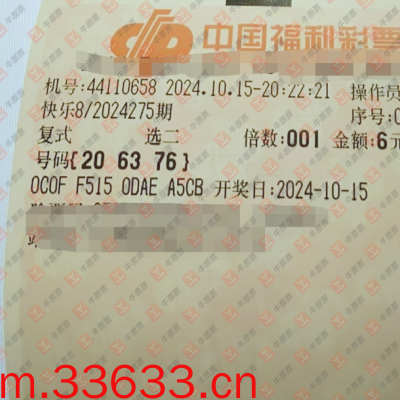 中国福利彩票
机号:44110658 2024.10.15-20:22:21 操作员
快乐8/2024275期 序号:0
复式 选二 倍数:001 金额:6元
号码{20 63 76}
0C0F F515 0DAE A5CB 开奖日:2024-10-15
m.33633.cn